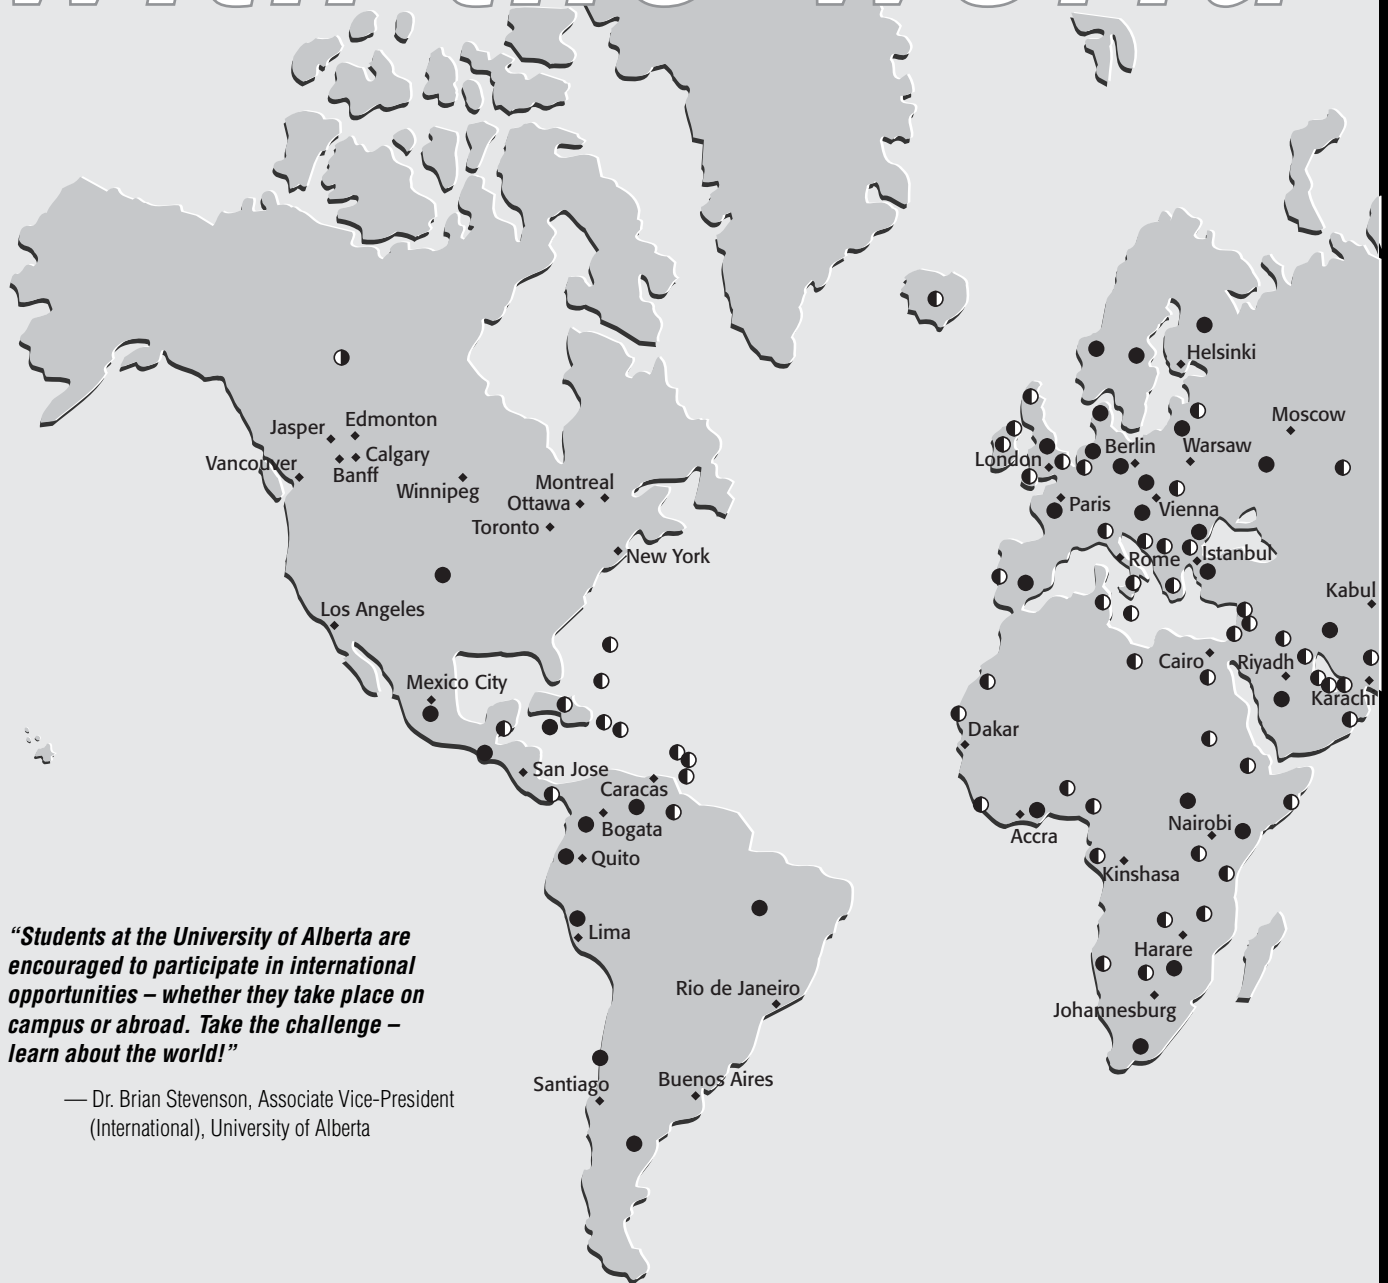 with the world
Helsinki
Moscow
Edmonton
Jasper
Calgary
Vancouver
Banff
Winnipeg
Montreal
Ottawa
Toronto
New York
Berlin
Warsaw
London
Paris
Vienna
Rome
Istanbul
Kabul
Los Angeles
Cairo
Riyadh
Karachi
Mexico City
Dakar
San Jose
Caracas
Bogata
Accra
Nairobi
Quito
Kinshasa
Lima
Harare
Rio de Janeiro
Johannesburg
Santiago
Buenos Aires
“Students at the University of Alberta are
encouraged to participate in international
opportunities – whether they take place on
campus or abroad. Take the challenge –
learn about the world!”
— Dr. Brian Stevenson, Associate Vice-President
(International), University of Alberta